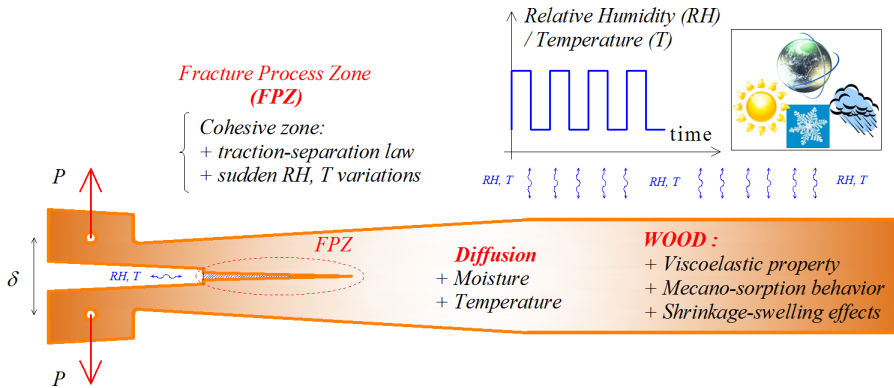 Relative Humidity (RH)
/ Temperature (T)
time
Fracture Process Zone
(FPZ)
Cohesive zone:
+ traction-separation law
+ sudden RH, T variations
P
RH, T
RH, T
RH, T
FPZ
δ
RH, T
Diffusion
+ Moisture
+ Temperature
WOOD :
+ Viscoelastic property
+ Mecano-sorption behavior
+ Shrinkage-swelling effects
P